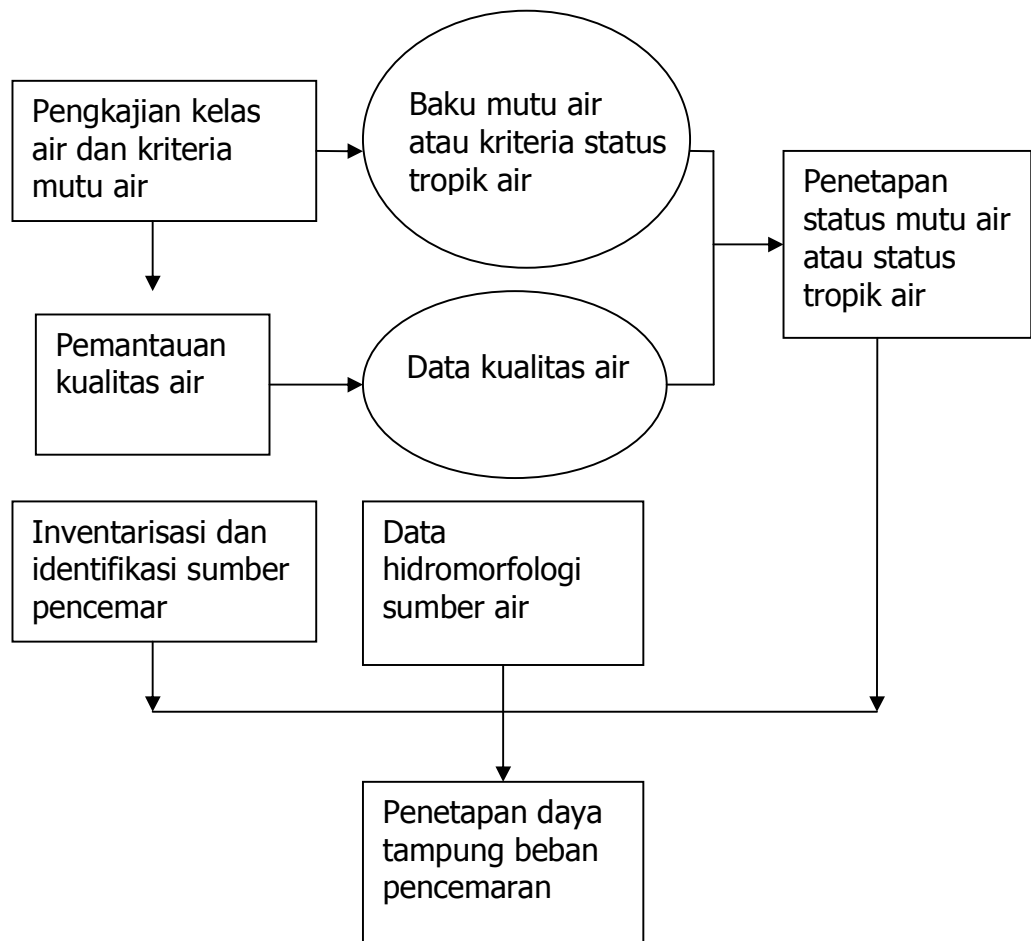 Pengkajian kelas
air dan kriteria
mutu air
Baku mutu air
atau kriteria status
tropik air
Penetapan
status mutu air
atau status
tropik air
Pemantauan
kualitas air
Data kualitas air
Inventarisasi dan
identifikasi sumber
pencemar
Data
hidromorfologi
sumber air
Penetapan daya
tampung beban
pencemaran